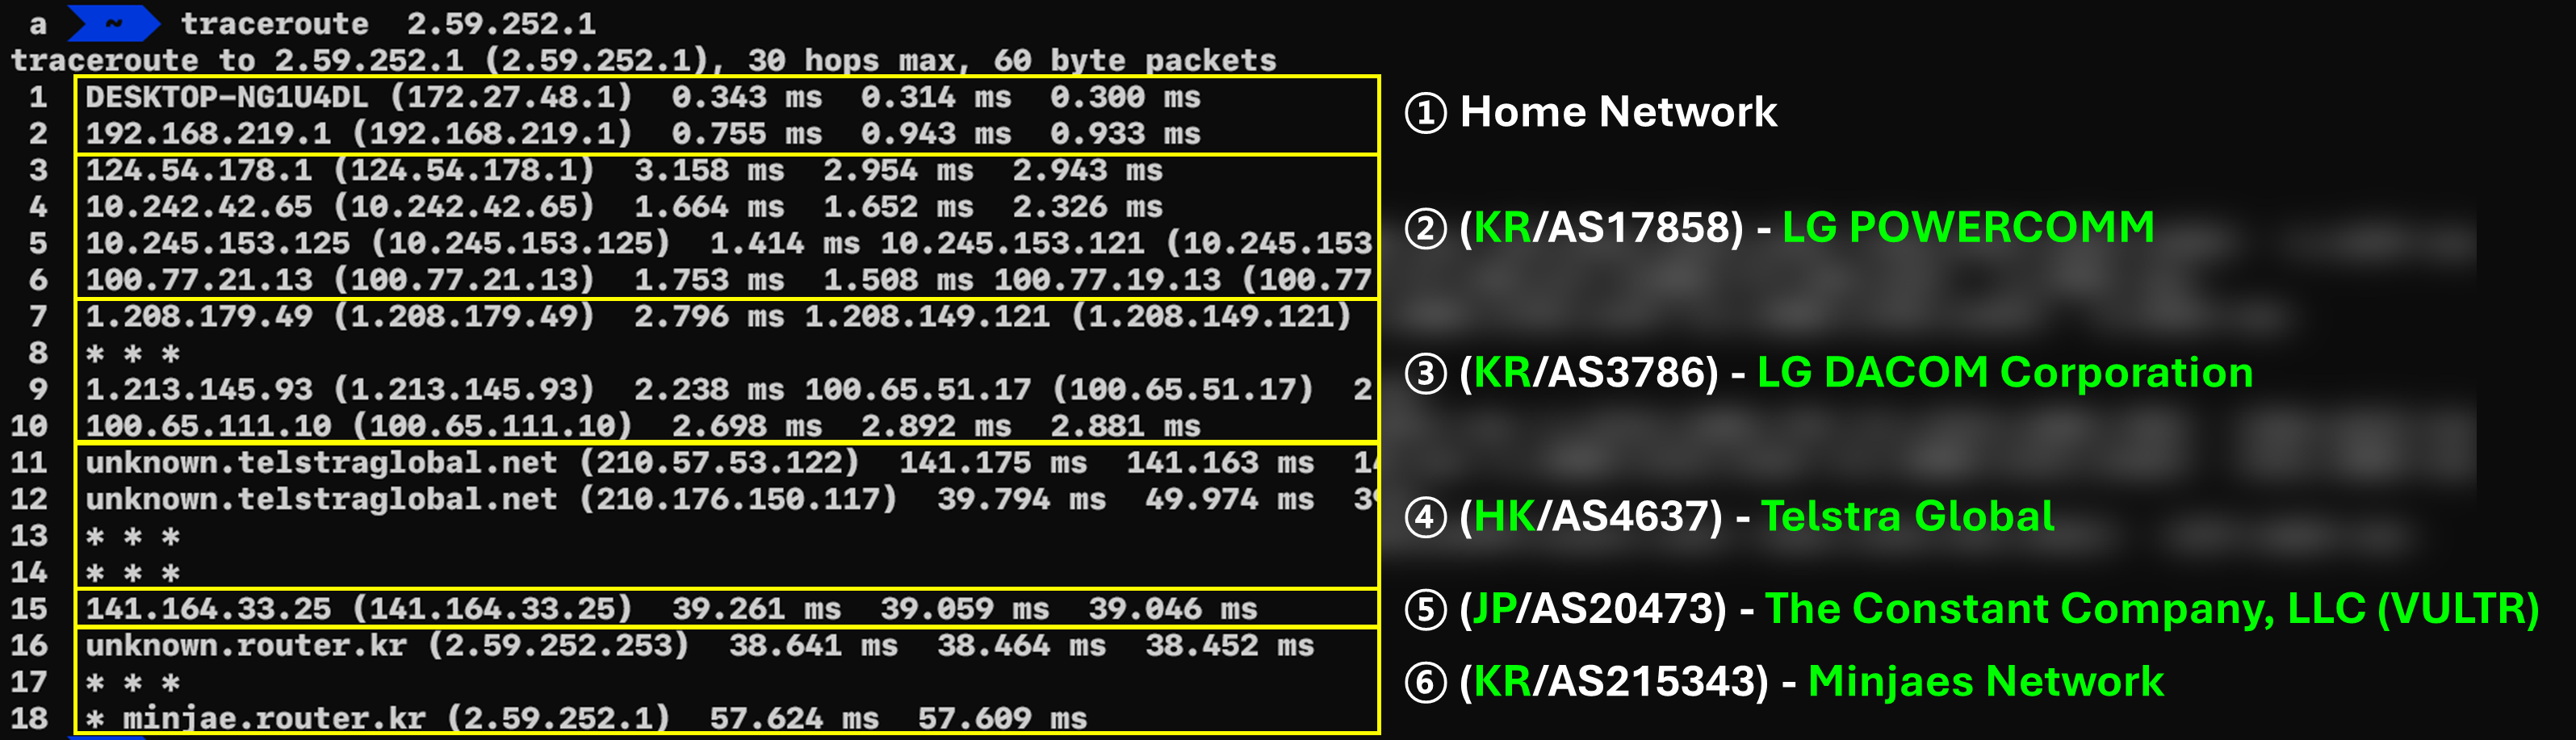 a ~ traceroute 2.59.252.1
traceroute to 2.59.252.1 (2.59.252.1), 30 hops max, 60 byte packets
1 DESKTOP-NG1U4DL (172.27.48.1) 0.343 ms 0.314 ms 0.300 ms
2 192.168.219.1 (192.168.219.1) 0.755 ms 0.943 ms 0.933 ms
① Home Network
3 124.54.178.1 (124.54.178.1) 3.158 ms 2.954 ms 2.943 ms
4 10.242.42.65 (10.242.42.65) 1.664 ms 1.652 ms 2.326 ms
5 10.245.153.125 (10.245.153.125) 1.414 ms 10.245.153.121 (10.245.153
6 100.77.21.13 (100.77.21.13) 1.753 ms 1.508 ms 100.77.19.13 (100.77
② (KR/AS17858) - LG POWERCOMM
7 1.208.179.49 (1.208.179.49) 2.796 ms 1.208.149.121 (1.208.149.121)
8 * * *
9 1.213.145.93 (1.213.145.93) 2.238 ms 100.65.51.17 (100.65.51.17) 2
10 100.65.111.10 (100.65.111.10) 2.698 ms 2.892 ms 2.881 ms
③ (KR/AS3786) - LG DACOM Corporation
11 unknown.telstraglobal.net (210.57.53.122) 141.175 ms 141.163 ms 14
12 unknown.telstraglobal.net (210.176.150.117) 39.794 ms 49.974 ms 39
13 * * *
14 * * *
④ (HK/AS4637) - Telstra Global
15 141.164.33.25 (141.164.33.25) 39.261 ms 39.059 ms 39.046 ms
⑤ (JP/AS20473) - The Constant Company, LLC (VULTR)
16 unknown.router.kr (2.59.252.253) 38.641 ms 38.464 ms 38.452 ms
17 * * *
18 * minjae.router.kr (2.59.252.1) 57.624 ms 57.609 ms
⑥ (KR/AS215343) - Minjaes Network